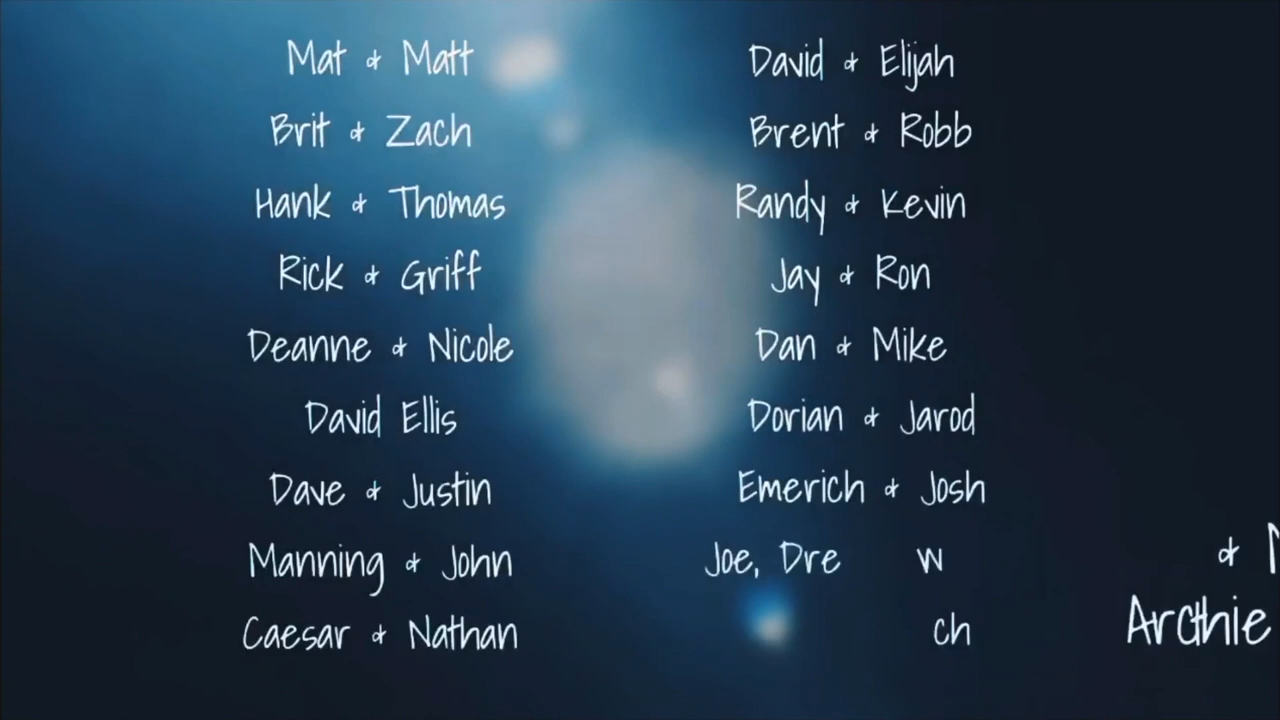 Mat & Matt
Brit & Zach
Hank & Thomas
Rick & Griff
Deanne & Nicole
David Ellis
Dave & Justin
Manning & John
Caesar & Nathan
David & Elijah
Brent & Robb
Randy & Kevin
Jay & Ron
Dan & Mike
Dorian & Jarod
Emerich & Josh
Joe, Dre w
ch
&